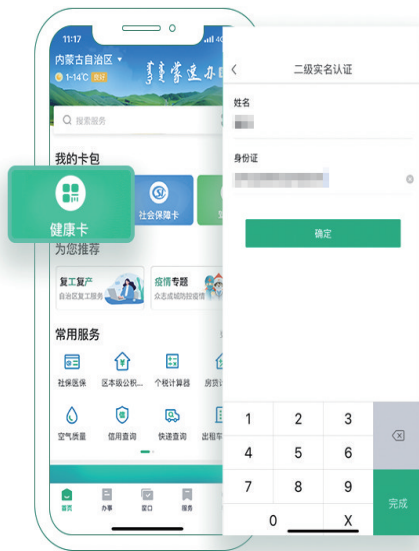 11:17
内蒙古自治区
1-14℃ 良好
蒙速办
搜索服务
我的卡包
健康卡
社会保障卡
为您推荐
复工复产
自治区复工服务
疫情专题
众志成城防控疫情
常用服务
社保医保
区本级公积...
个税计算器
空气质量
信用查询
快递查询
首页
办事
窗口
服务
二级实名认证
姓名
身份证
确定
1
2
3
4
5
6
7
8
9
完成
0
X